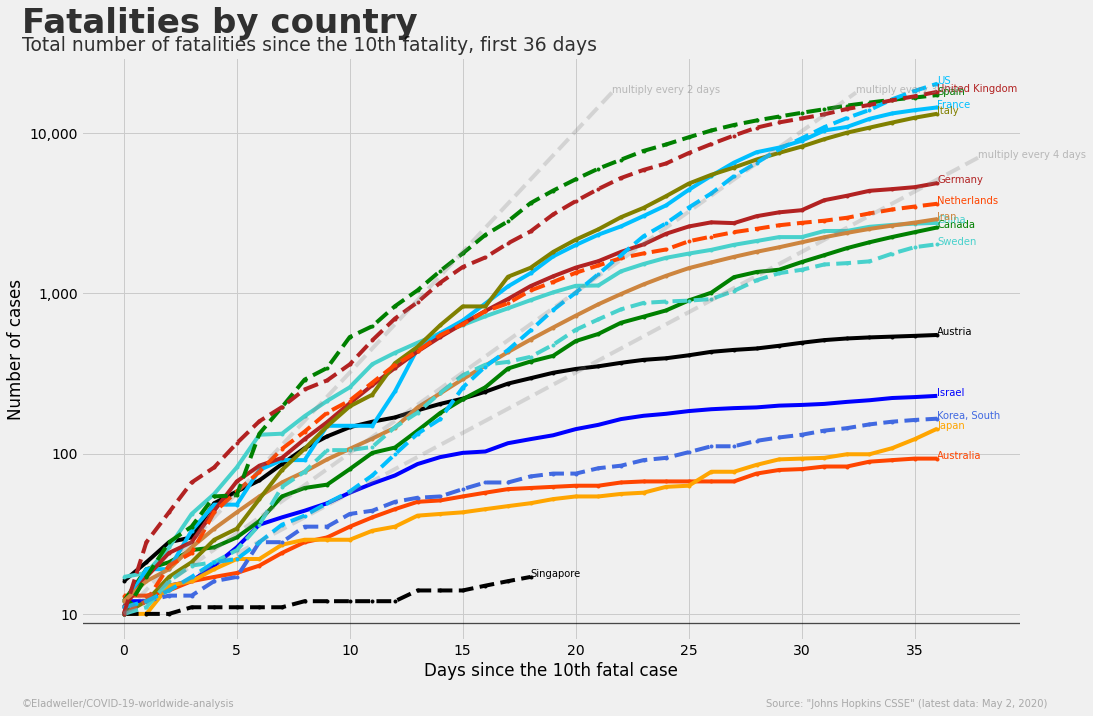 Fatalities by country
Total number of fatalities since the 10th fatality, first 36 days
multiply every 2 days
multiply every
multiply every 4 days
US
United Kingdom
Spain
France
Italy
Germany
Netherlands
Iran
Canada
Sweden
Austria
Israel
Korea, South
Japan
Australia
Singapore
Number of cases
10,000
1,000
100
10
0 5 10 15 20 25 30 35
Days since the 10th fatal case
©Eladweller/COVID-19-worldwide-analysis
Source: "Johns Hopkins CSSE" (latest data: May 2, 2020)